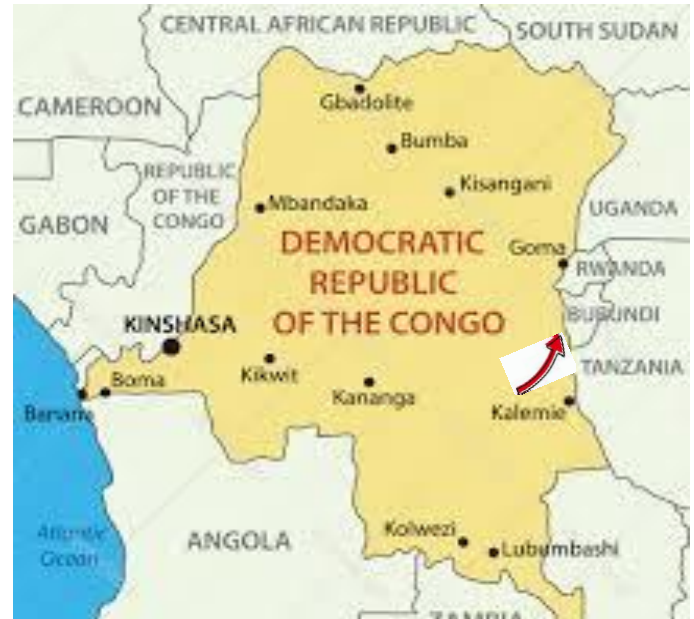 CENTRAL AFRICAN REPUBLIC
SOUTH SUDAN
CAMEROON
Gbadolite
Bumba
REPUBLIC
OF THE
CONGO
Kisangani
Mbandaka
GABON
UGANDA
DEMOCRATIC
REPUBLIC
OF THE CONGO
Goma
RWANDA
BURUNDI
KINSHASA
TANZANIA
Boma
Kikwit
Kananga
Banana
Kalemie
Atlantic
Ocean
ANGOLA
Kolwezi
Lubumbashi
ZAMBIA